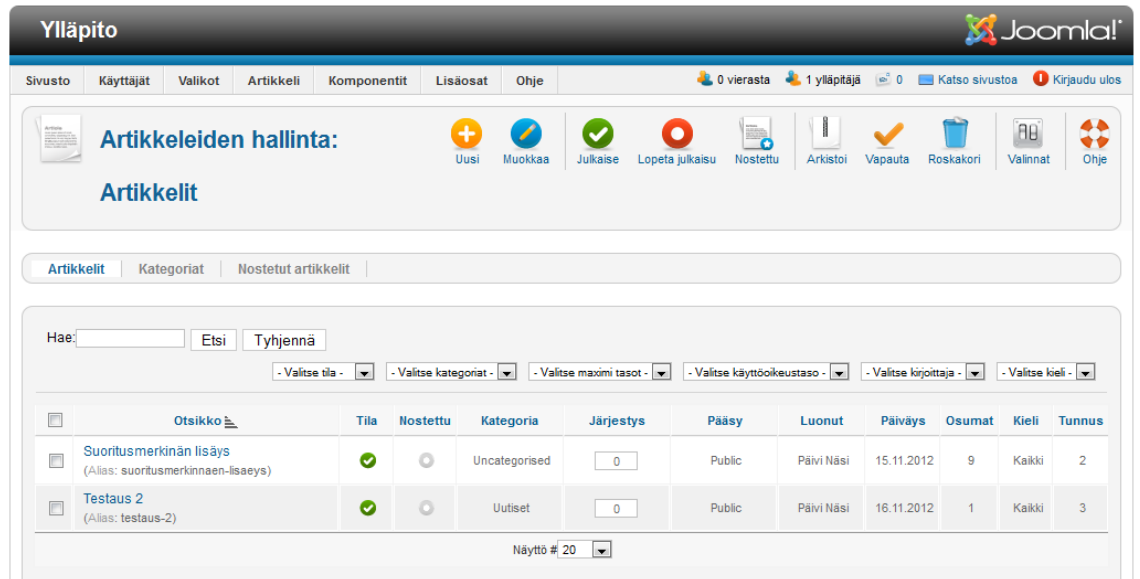 Ylläpito
Joomla!
Sivusto Käyttäjät Valikot Artikkeli Komponentit Lisäosat Ohje 0 vierasta 1 ylläpitäjä 0 Katso sivustoa Kirjaudu ulos
Artikkeleiden hallinta:
Artikkelit
Uusi Muokkaa Julkaise Lopeta julkaisu Nostettu Arkistoi Vapauta Roskakori Valinnat Ohje
Artikkelit Kategoriat Nostetut artikkelit
Hae: Etsi Tyhjennä
- Valitse tila - - Valitse kategoriat - - Valitse maximi tasot - - Valitse käyttöoikeustaso - - Valitse kirjoittaja - - Valitse kieli -
Otsikko Tila Nostettu Kategoria Järjestys Pääsy Luonut Päiväys Osumat Kieli Tunnus
Suoritusmerkinän lisäys
(Alias: suoritusmerkinnaen-lisaeys)
Uncategorised 0 Public Päivi Näsi 15.11.2012 9 Kaikki 2
Testaus 2
(Alias: testaus-2)
Uutiset 0 Public Päivi Näsi 16.11.2012 1 Kaikki 3
Näyttö # 20